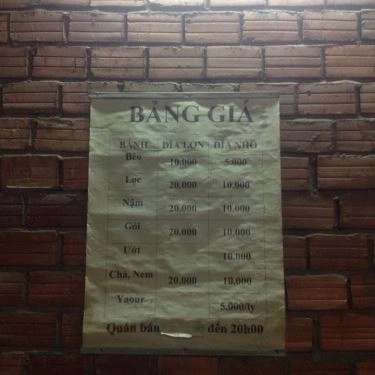 BẢNG GIÁ
BÁNH DĨA LỚN DĨA NHỎ
Bèo 10.000 5.000
Lọc 20.000 10.000
Nậm 20.000 10.000
Gói 20.000 10.000
Ướt 10.000
Chả, Nem 20.000 10.000
Yaour 5.000/ly
Quán bán đến 20h00